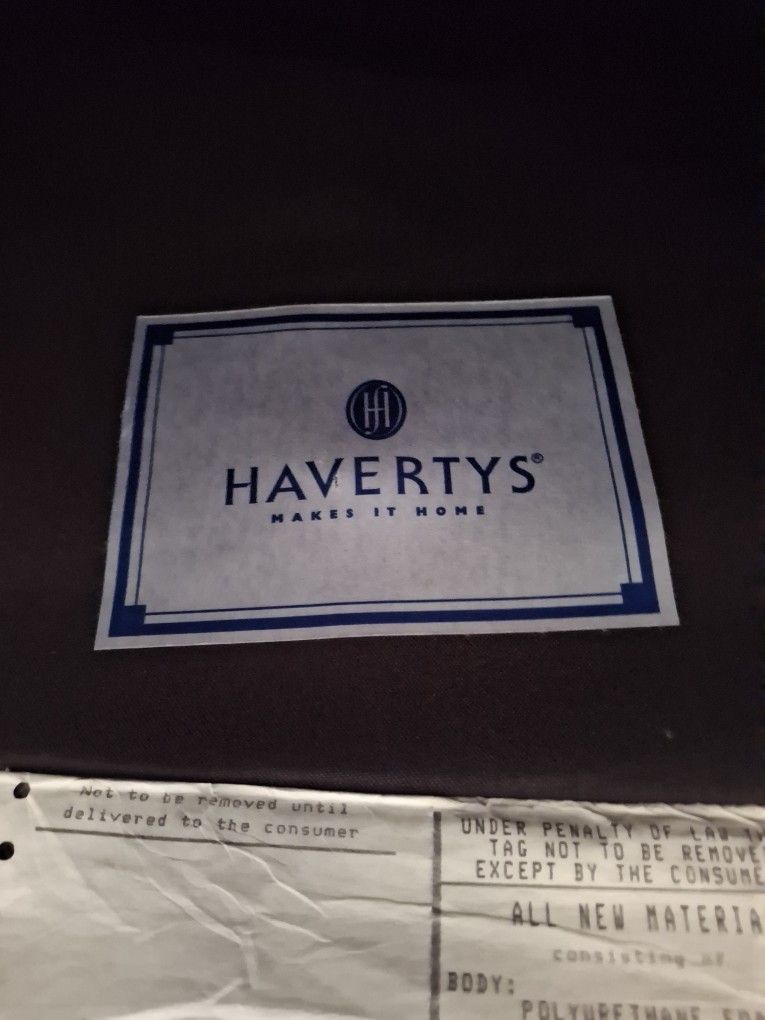 HAVERTYS®
MAKES IT HOME
Not to be removed until
delivered to the consumer
UNDER PENALTY OF LAW
TAG NOT TO BE REMOVE
EXCEPT BY THE CONSUME
ALL NEW MATERIA
consisting of
BODY:
POLYURETHANE